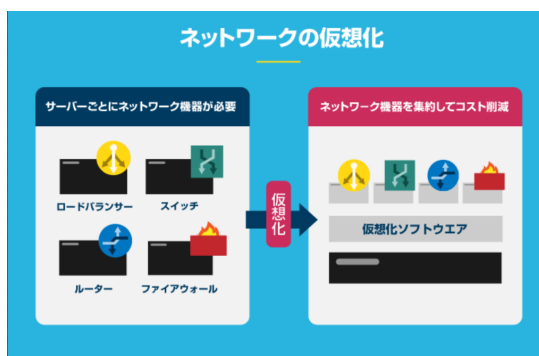 ネットワークの仮想化
サーバーごとにネットワーク機器が必要
ロードバランサー
スイッチ
ルーター
ファイアウォール
仮想化
ネットワーク機器を集約してコスト削減
仮想化ソフトウエア